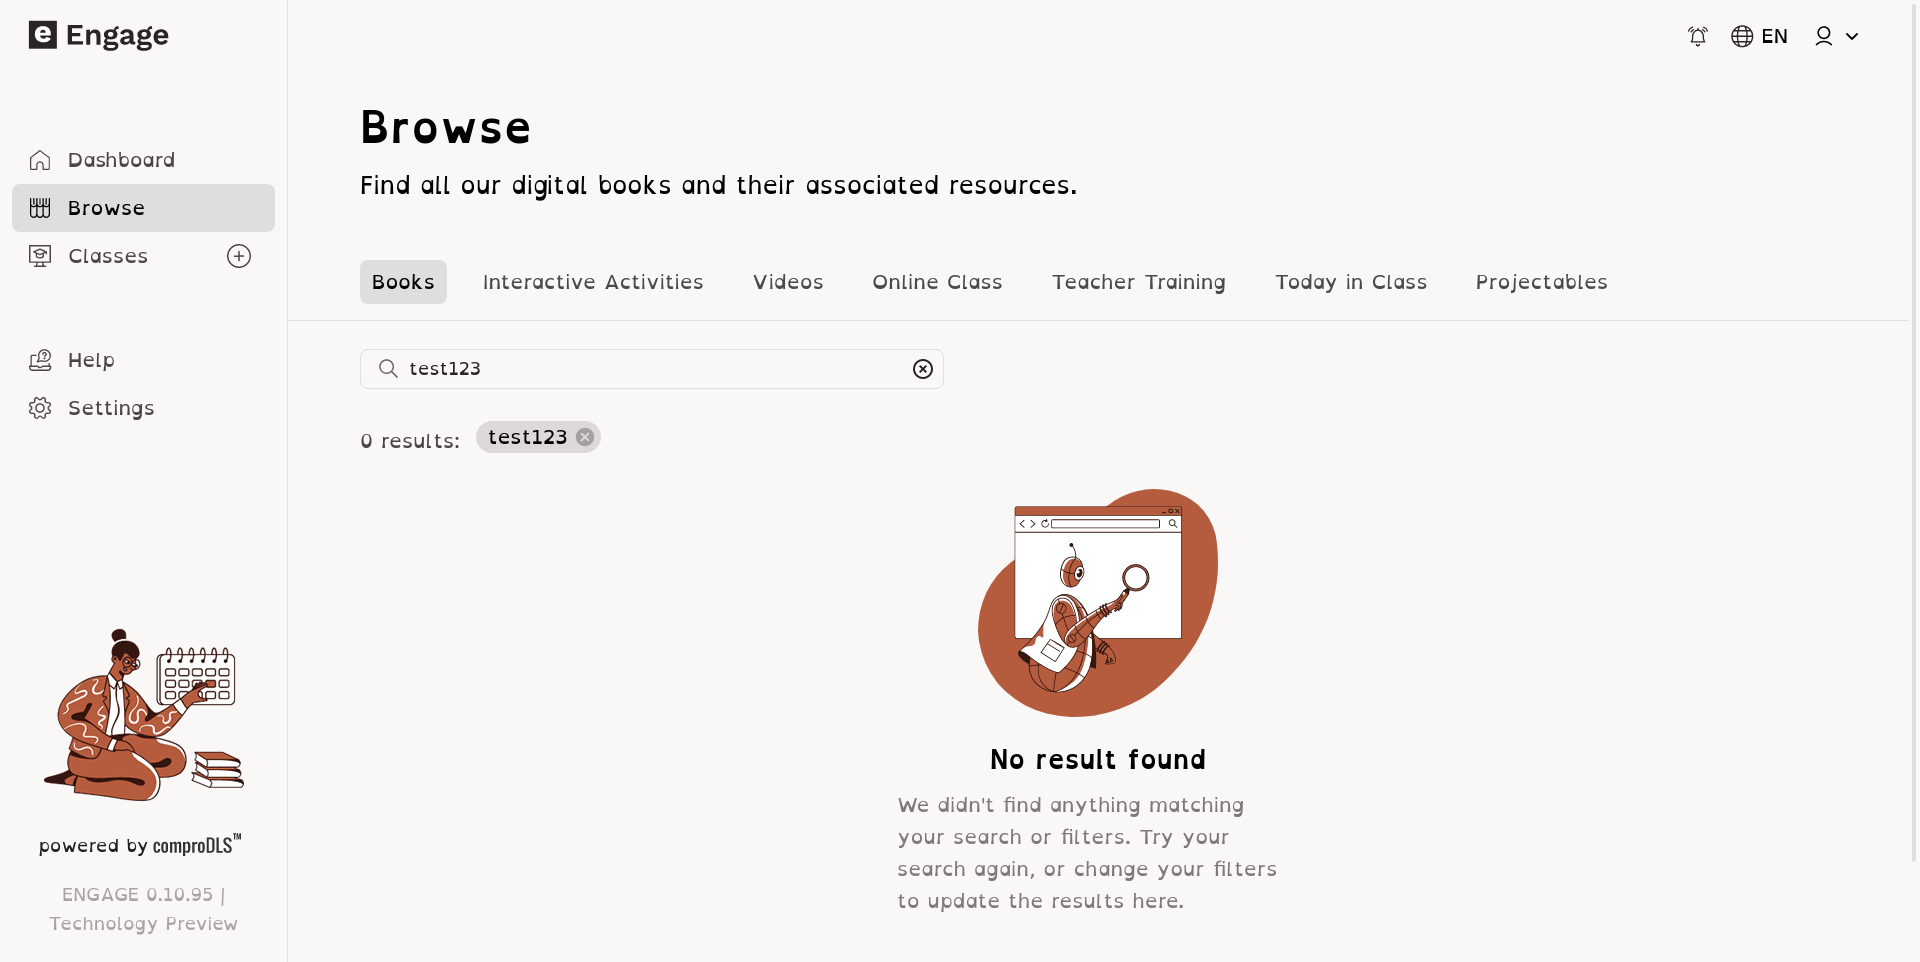 e Engage
EN
Dashboard
Browse
Classes
Help
Settings
powered by comproDLS™
ENGAGE 0.10.95 |
Technology Preview
Browse
Find all our digital books and their associated resources.
Books Interactive Activities Videos Online Class Teacher Training Today in Class Projectables
test123
0 results: test123
No result found
We didn't find anything matching
your search or filters. Try your
search again, or change your filters
to update the results here.